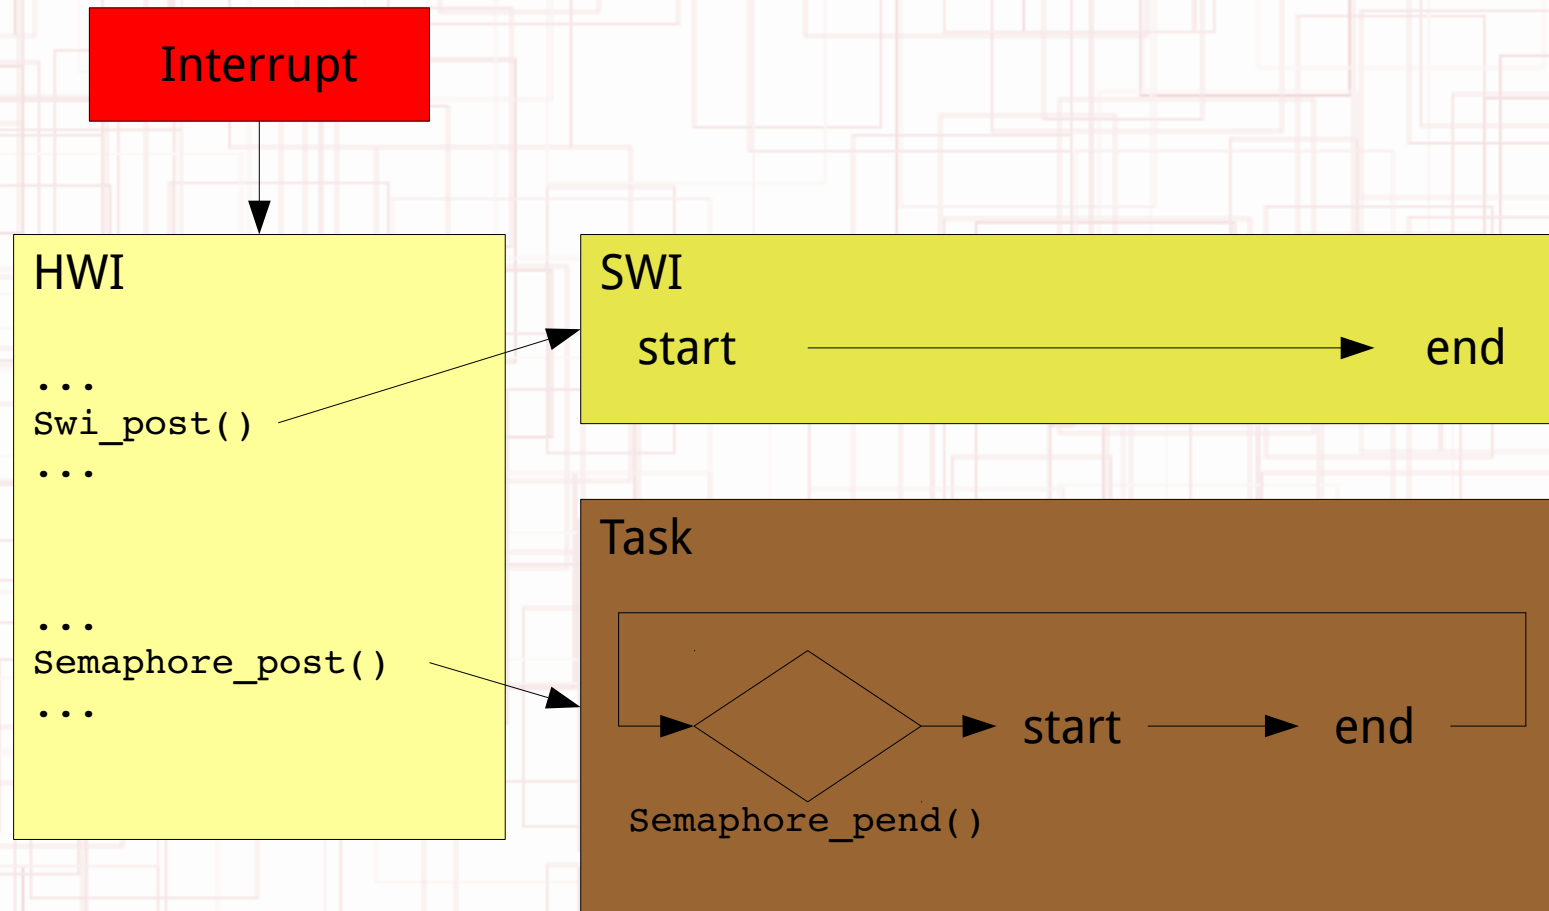 Interrupt
HWI
...
Swi_post()
...
...
Semaphore_post()
...
SWI
start
end
Task
start
end
Semaphore_pend()